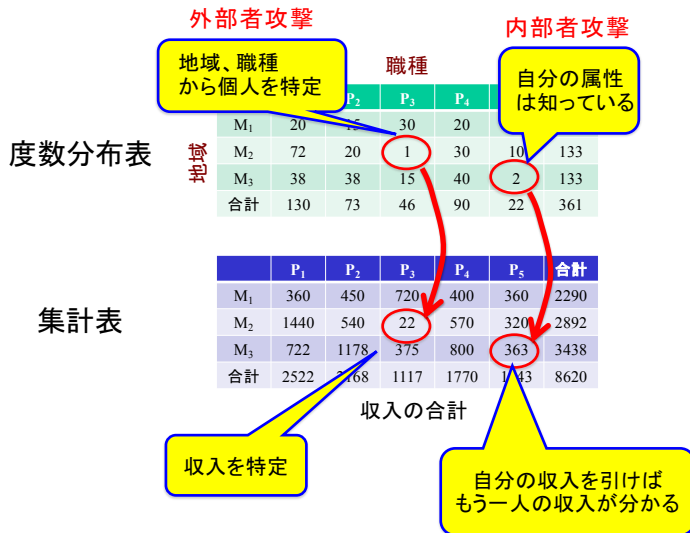 外部者攻撃
内部者攻撃
地域、職種
から個人を特定
職種
自分の属性
は知っている
度数分布表
地域
P₂ P₃ P₄
M₁ 20 15 30 20
M₂ 72 20 1 30 10 133
M₃ 38 38 15 40 2 133
合計 130 73 46 90 22 361
集計表
P₁ P₂ P₃ P₄ P₅ 合計
M₁ 360 450 720 400 360 2290
M₂ 1440 540 22 570 320 2892
M₃ 722 1178 375 800 363 3438
合計 2522 2168 1117 1770 3438 8620
収入の合計
収入を特定
自分の収入を引けば
もう一人の収入が分かる